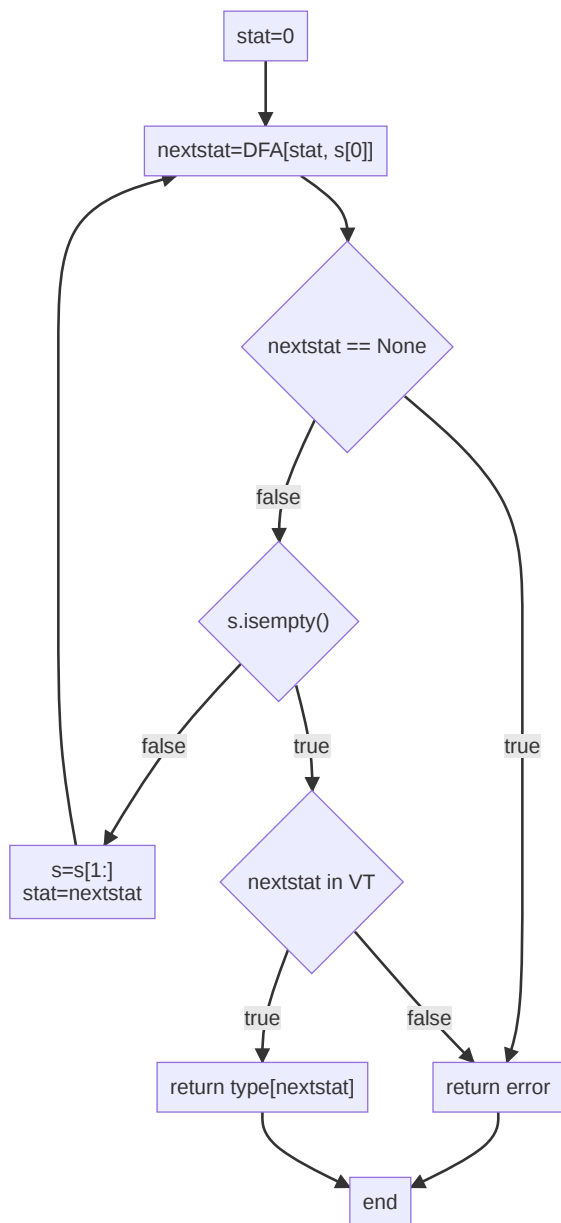 stat=0
nextstat=DFA[stat, s[0]]
nextstat == None
false
s.isempty()
false
true
true
s=s[1:]
stat=nextstat
nextstat in VT
true
false
return type[nextstat]
return error
end